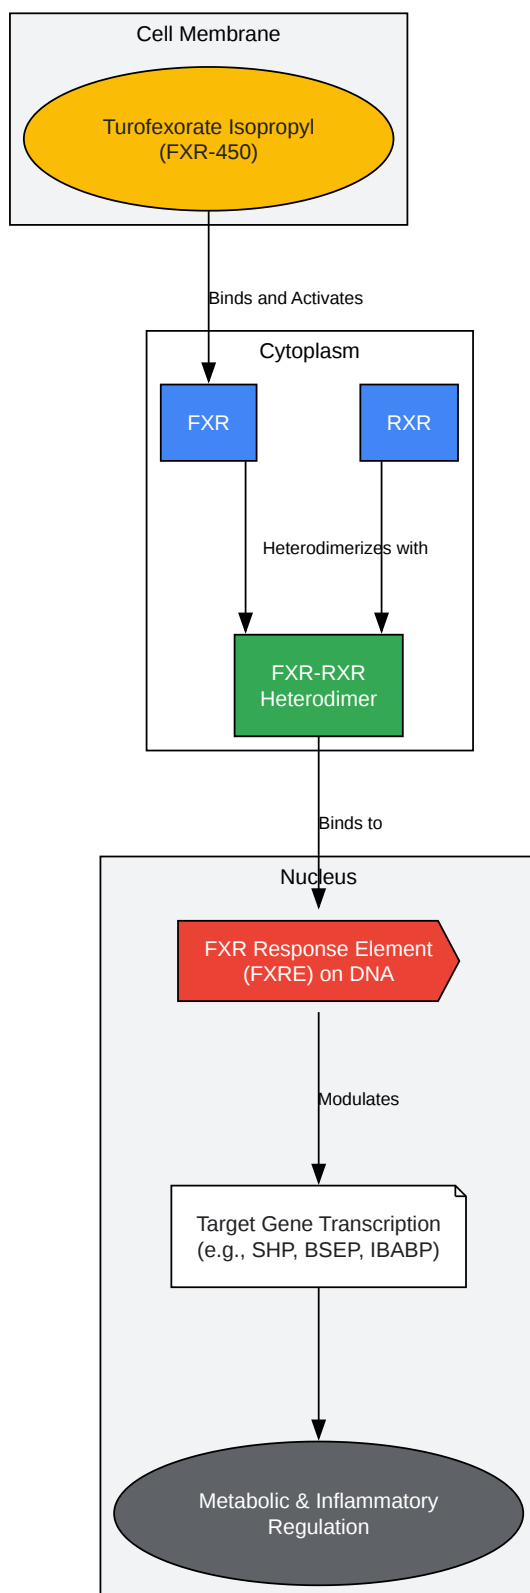 Cell Membrane
Turofexorate Isopropyl
(FXR-450)
Binds and Activates
Cytoplasm
FXR
RXR
Heterodimerizes with
FXR-RXR
Heterodimer
Binds to
Nucleus
FXR Response Element
(FXRE) on DNA
Modulates
Target Gene Transcription
(e.g., SHP, BSEP, IBABP)
Metabolic & Inflammatory
Regulation